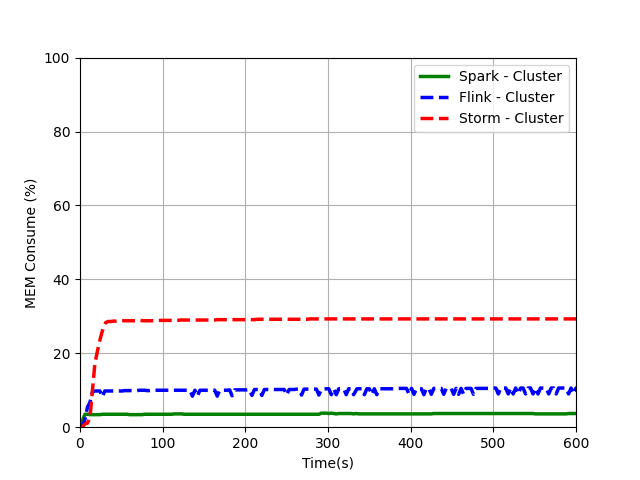 100
80
60
40
20
0
MEM Consume (%)
Spark - Cluster
Flink - Cluster
Storm - Cluster
0 100 200 300 400 500 600
Time(s)